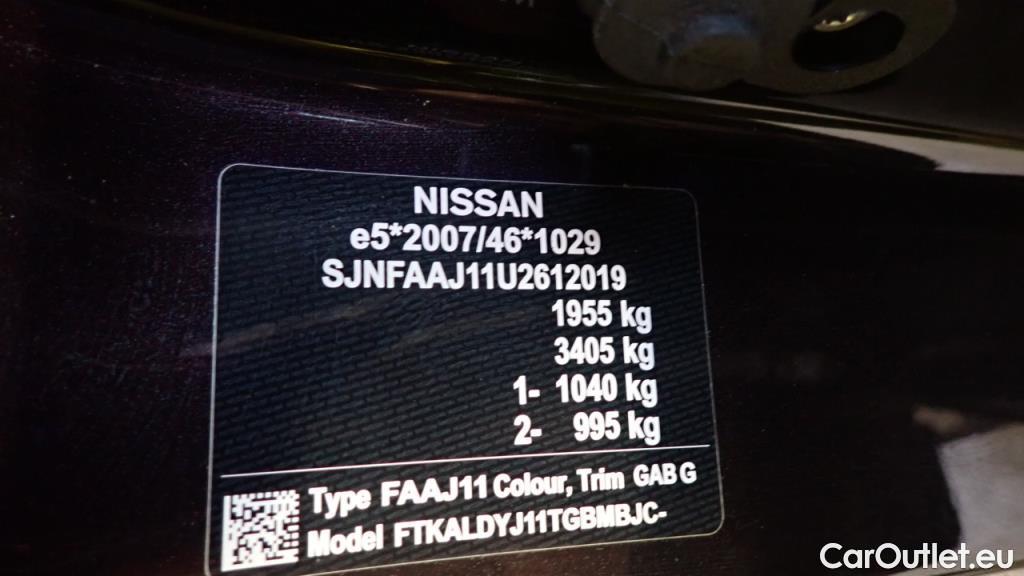 NISSAN
e5*2007/46*1029
SJNFAAJ11U2612019
1955 kg
3405 kg
1- 1040 kg
2- 995 kg
Type FAAJ11 Colour, Trim GAB G
Model FTKALDYJ11TGBMBJC-
CarOutlet.eu